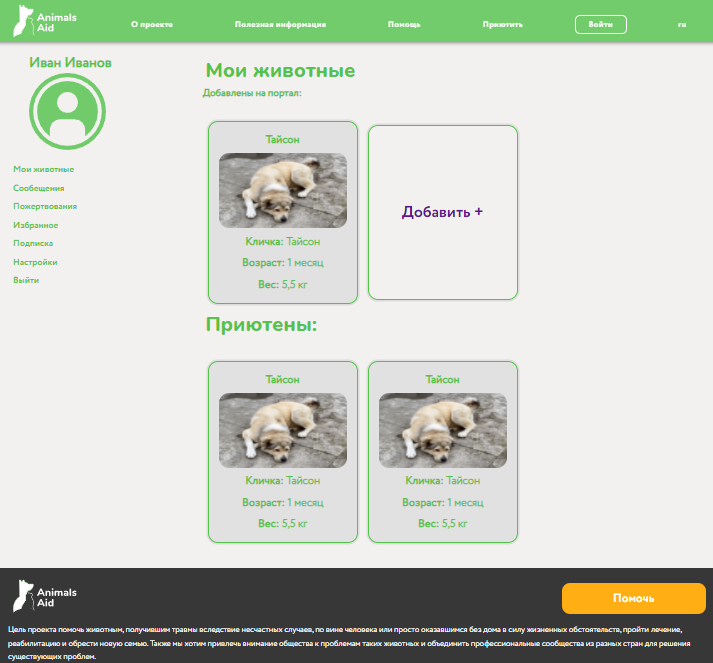 Animals
Aid
О проекте
Полезная информация
Помощь
Приютить
Войти
ru
Иван Иванов
Мои животные
Сообещения
Пожертвования
Избранное
Подписка
Настройки
Выйти
Мои животные
Добавлены на портал:
Тайсон
Кличка: Тайсон
Возраст: 1 месяц
Вес: 5,5 кг
Добавить +
Приютены:
Тайсон
Кличка: Тайсон
Возраст: 1 месяц
Вес: 5,5 кг
Тайсон
Кличка: Тайсон
Возраст: 1 месяц
Вес: 5,5 кг
Animals
Aid
Помочь
Цель проекта помочь животным, получившим травмы вследствие несчастных случаев, по вине человека или просто оказавшимся без дома в силу жизненных обстоятельств, пройти лечение,
реабилитацию и обрести новую семью. Также мы хотим привлечь внимание общества к проблемам таких животных и объединить профессиональные сообщества из разных стран для решения
существующих проблем.